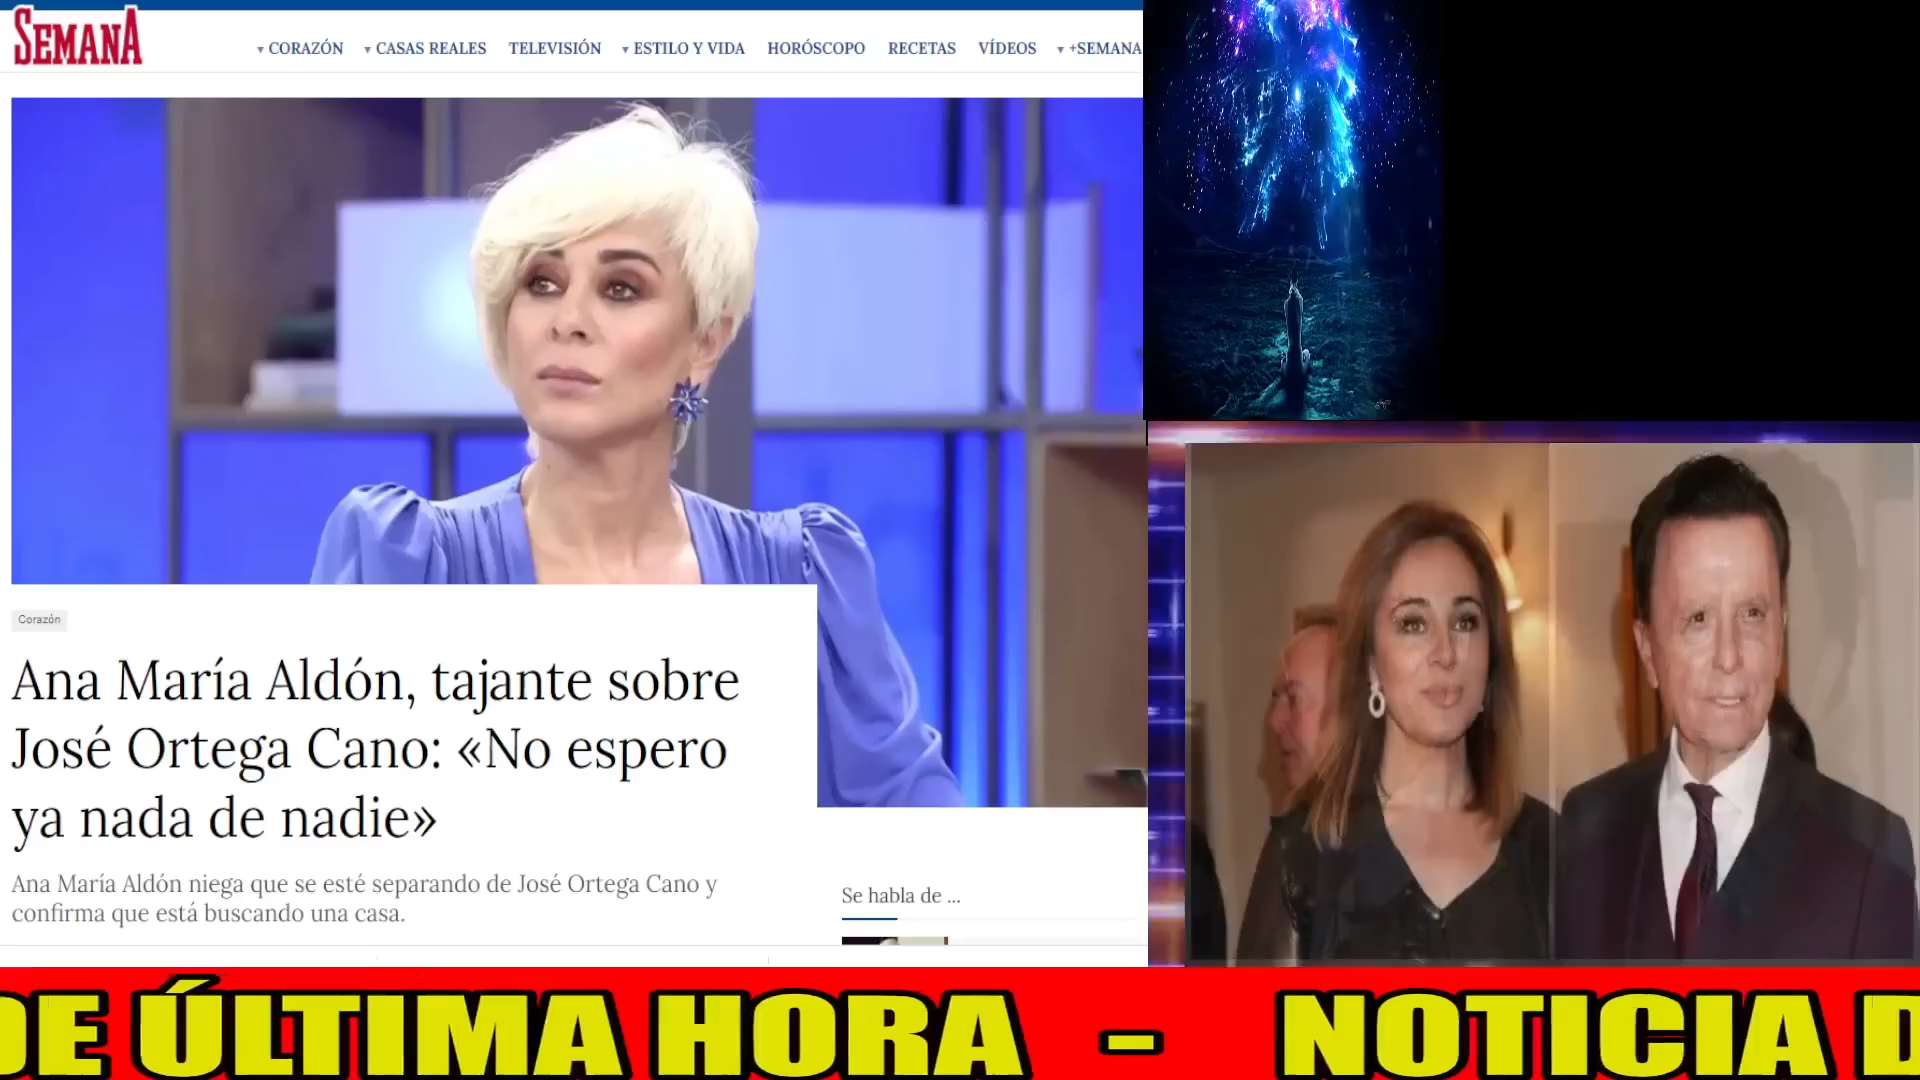 SEMANA
CORAZÓN CASAS REALES TELEVISIÓN ESTILO Y VIDA HORÓSCOPO RECETAS VÍDEOS +SEMANA
Corazón
Ana María Aldón, tajante sobre
José Ortega Cano: «No espero
ya nada de nadie»
Ana María Aldón niega que se esté separando de José Ortega Cano y
confirma que está buscando una casa.
Se habla de ...
DE ÚLTIMA HORA - NOTICIA D